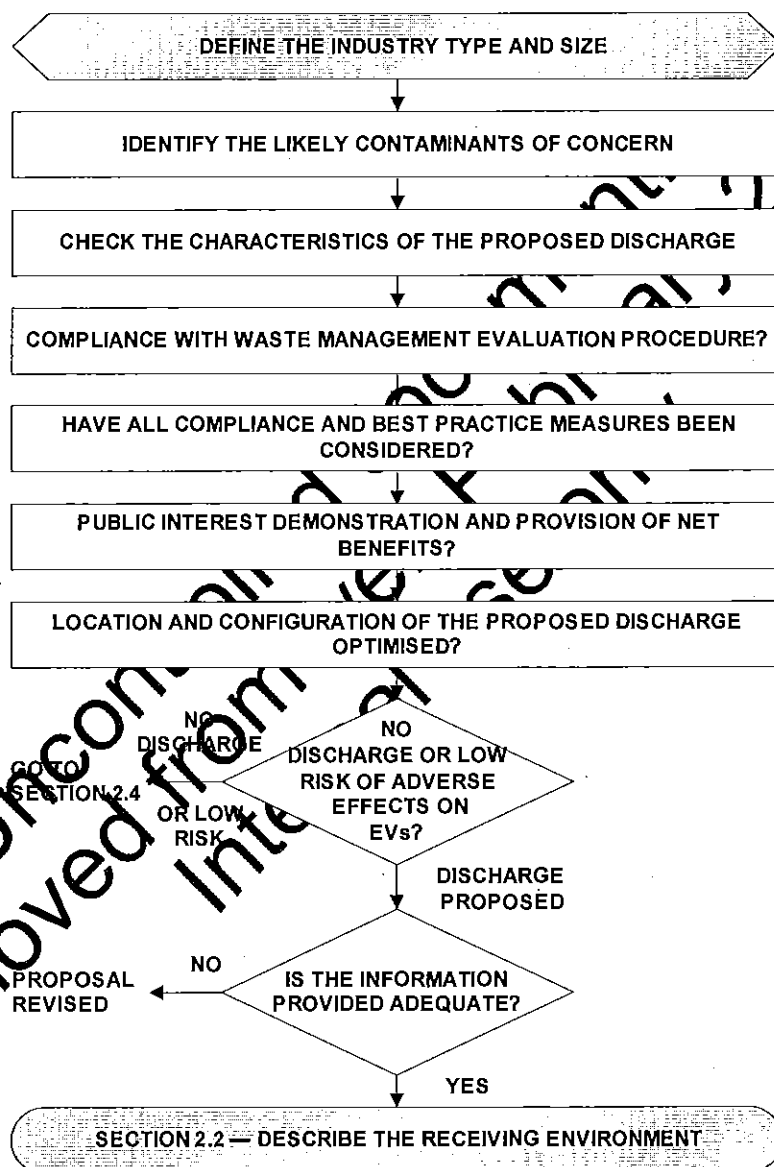 DEFINE THE INDUSTRY TYPE AND SIZE
IDENTIFY THE LIKELY CONTAMINANTS OF CONCERN
CHECK THE CHARACTERISTICS OF THE PROPOSED DISCHARGE
COMPLIANCE WITH WASTE MANAGEMENT EVALUATION PROCEDURE?
HAVE ALL COMPLIANCE AND BEST PRACTICE MEASURES BEEN
CONSIDERED?
PUBLIC INTEREST DEMONSTRATION AND PROVISION OF NET
BENEFITS?
LOCATION AND CONFIGURATION OF THE PROPOSED DISCHARGE
OPTIMISED?
NO
DISCHARGE OR LOW
RISK OF ADVERSE
EFFECTS ON
EVs?
NO
DISCHARGE
OR LOW
RISK
GO TO
SECTION 2.4
DISCHARGE
PROPOSED
IS THE INFORMATION
PROVIDED ADEQUATE?
NO
PROPOSAL
REVISED
YES
SECTION 2.2 — DESCRIBE THE RECEIVING ENVIRONMENT
from